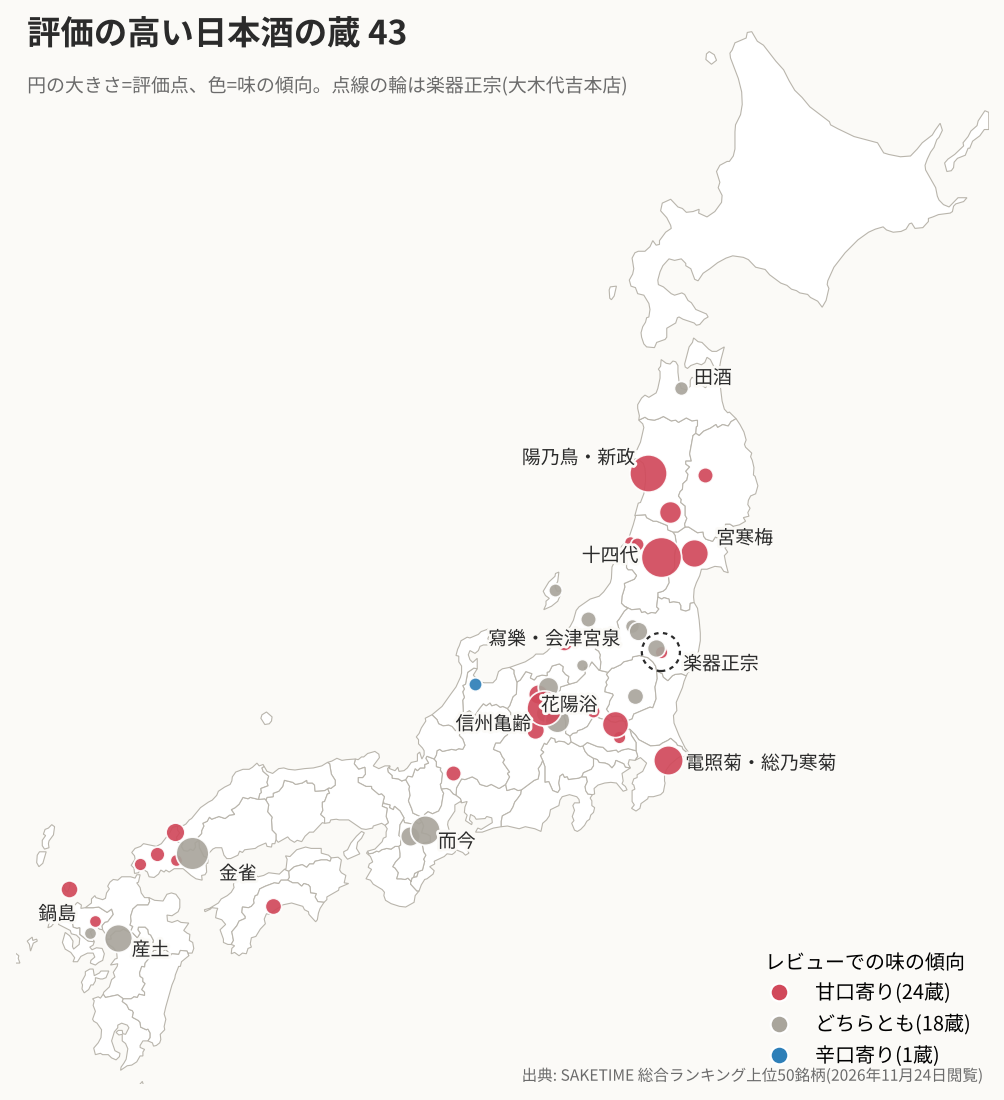 評価の高い日本酒の蔵 43
円の大きさ=評価点、色=味の傾向。点線の輪は楽器正宗(大木代吉本店)
田酒
陽乃鳥・新政
宮寒梅
十四代
寫樂・会津宮泉
楽器正宗
花陽浴
信州亀齢
電照菊・総乃寒菊
而今
金雀
鍋島
産土
レビューでの味の傾向
甘口寄り(24蔵)
どちらとも(18蔵)
辛口寄り(1蔵)
出典: SAKETIME 総合ランキング上位50銘柄(2026年11月24日閲覧)